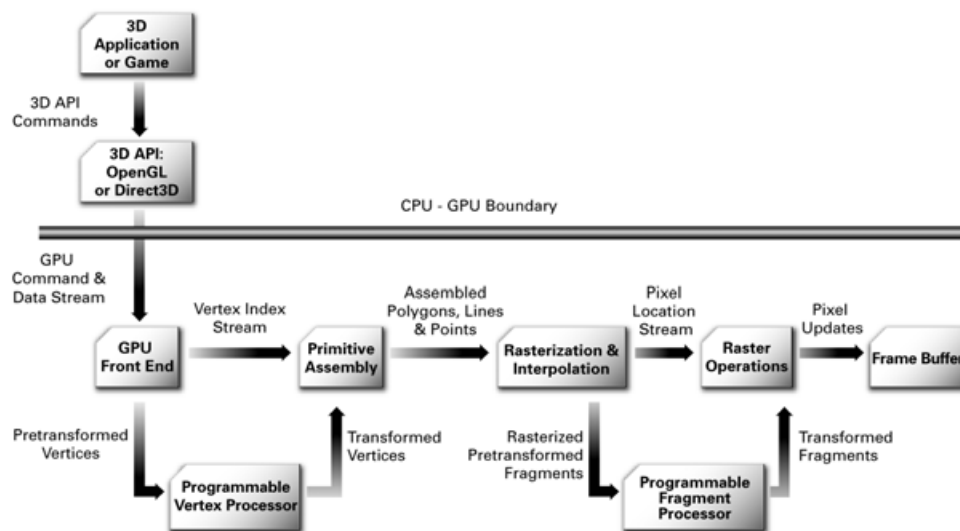 3D
Application
or Game
3D API
Commands
3D API:
OpenGL
or Direct3D
CPU - GPU Boundary
GPU
Command &
Data Stream
Vertex Index
Stream
Assembled
Polygons, Lines
& Points
Pixel
Location
Stream
Pixel
Updates
GPU
Front End
Primitive
Assembly
Rasterization &
Interpolation
Raster
Operations
Frame Buffer
Pretransformed
Vertices
Transformed
Vertices
Rasterized
Pretransformed
Fragments
Transformed
Fragments
Programmable
Vertex Processor
Programmable
Fragment
Processor